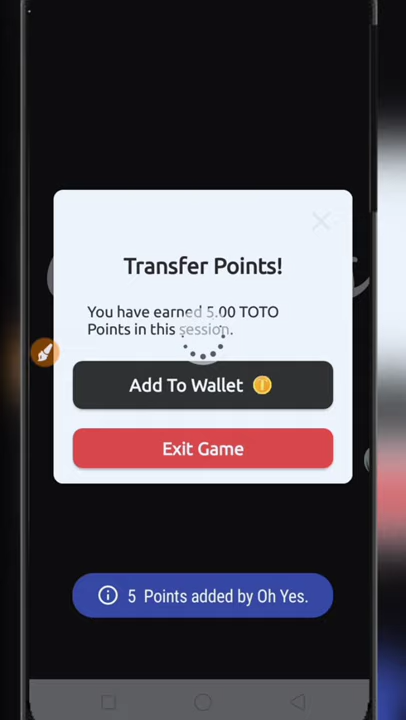 Transfer Points!
You have earned 5.00 TOTO
Points in this session.
Add To Wallet
Exit Game
5 Points added by Oh Yes.